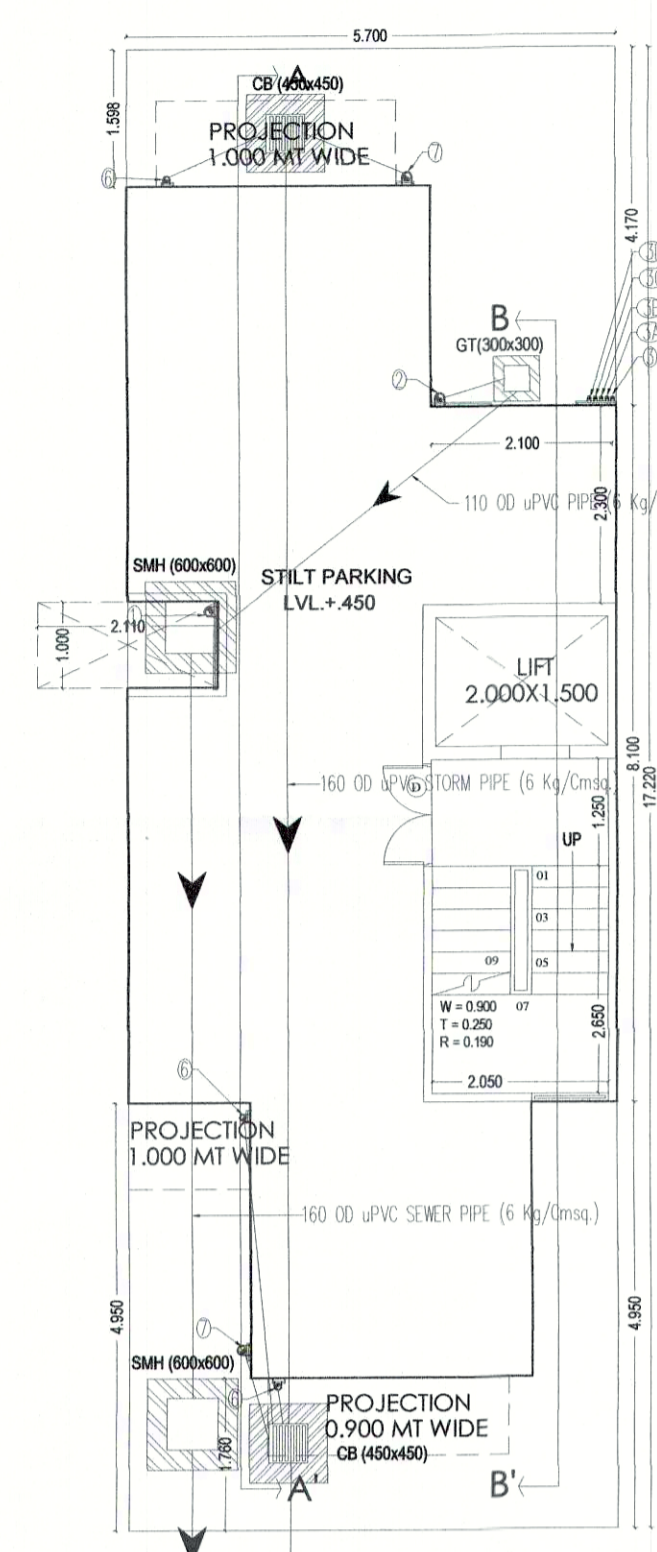 5.700
A
CB (450x450)
1.598
PROJECTION
1.000 MT WIDE
6
7
4.170
B
GT(300x300)
2
2.100
2.300
110 OD uPVC PIPE (6 Kg/
SMH (600x600)
STILT PARKING
LVL.+.450
2.110
1.000
LIFT
2.000X1.500
8.100
17.220
160 OD uPVC STORM PIPE (6 Kg/Cmsq.)
D
1.250
UP
01
03
09
05
W = 0.900
07
T = 0.250
R = 0.190
2.650
2.050
6
PROJECTION
1.000 MT WIDE
160 OD uPVC SEWER PIPE (6 Kg/Cmsq.)
4.950
4.950
7
SMH (600x600)
6
PROJECTION
0.900 MT WIDE
CB (450x450)
1.760
A'
B'